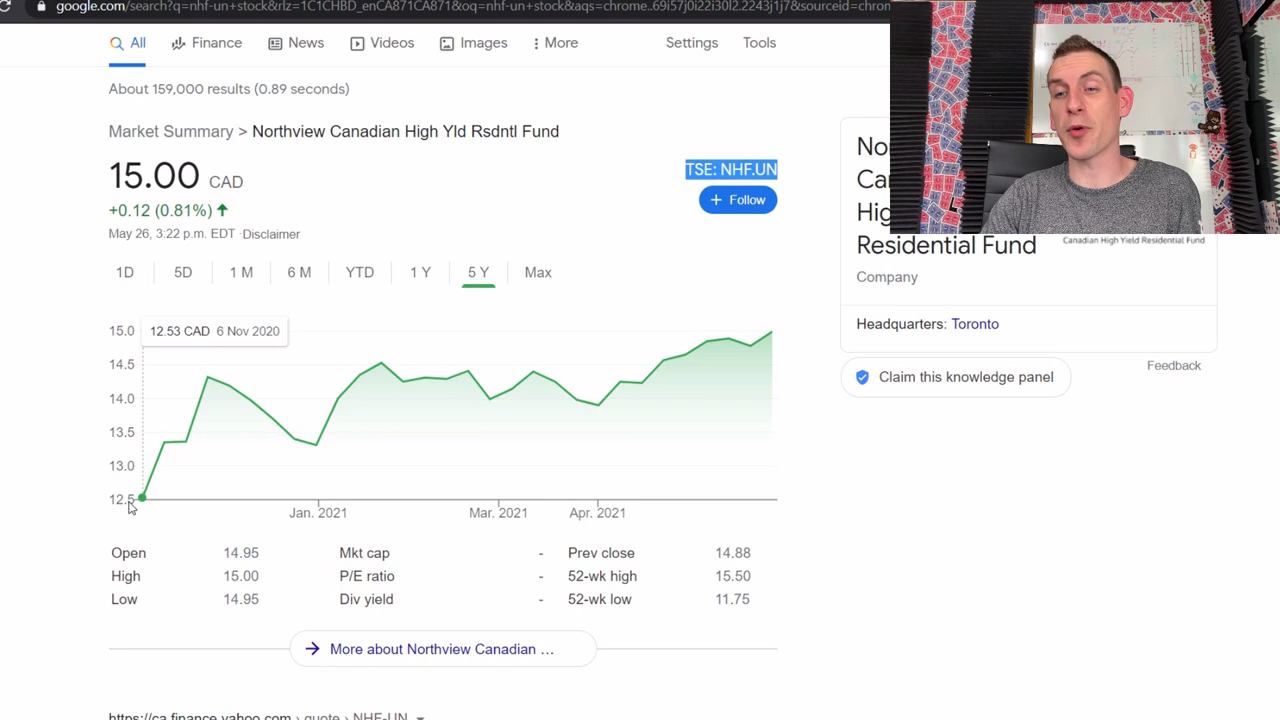 google.com/search?q=nhf-un+stock&rlz=1C1CHBD_enCA871CA871&oq=nhf-un+stock&aqs=chrome..69i57j0i22i30l2.2243j1j7&sourceid=chrom
All Finance News Videos Images More Settings Tools
About 159,000 results (0.89 seconds)
Market Summary > Northview Canadian High Yld Rsdntl Fund
15.00 CAD
TSE: NHF.UN
+0.12 (0.81%)
+ Follow
May 26, 3:22 p.m. EDT · Disclaimer
1D 5D 1 M 6 M YTD 1 Y 5 Y Max
12.53 CAD 6 Nov 2020
15.0
14.5
14.0
13.5
13.0
12.5
Jan. 2021 Mar. 2021 Apr. 2021
Open 14.95 Mkt cap - Prev close 14.88
High 15.00 P/E ratio - 52-wk high 15.50
Low 14.95 Div yield - 52-wk low 11.75
More about Northview Canadian …
https://ca.finance.yahoo.com › quote › NHF-UN
No
Ca
Hig
Residential Fund
Canadian High Yield Residential Fund
Company
Headquarters: Toronto
Feedback
Claim this knowledge panel